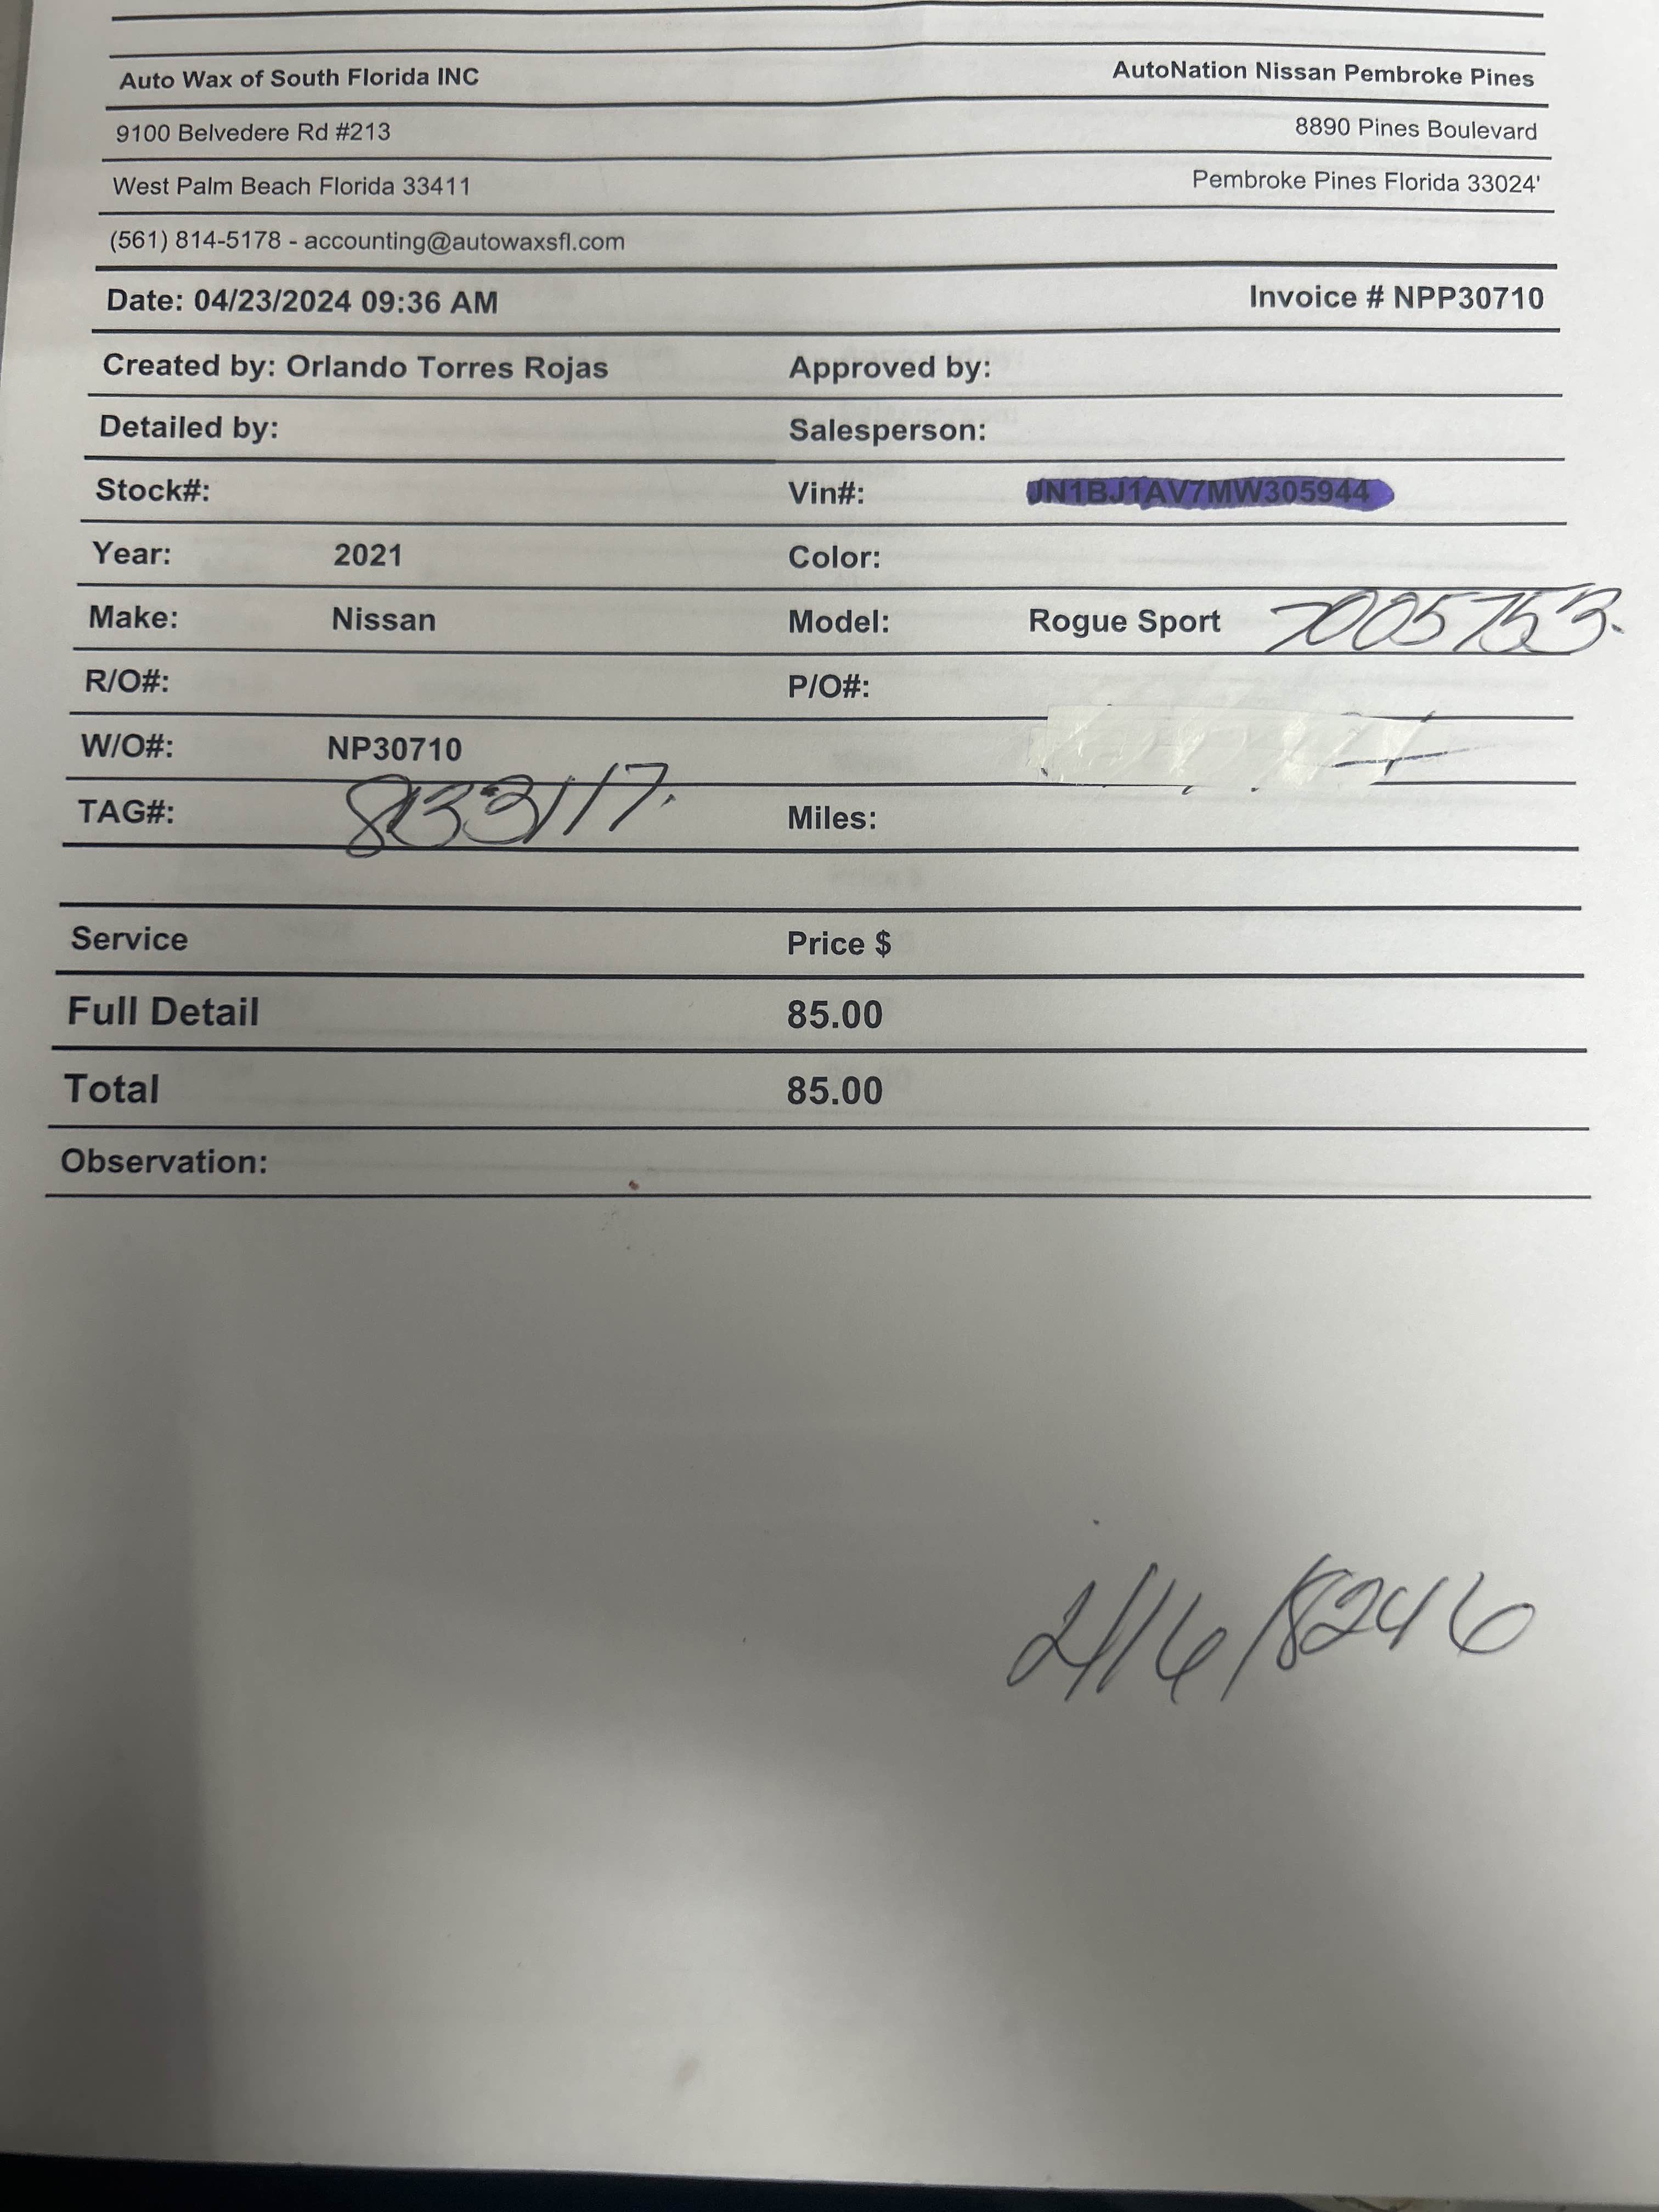 Auto Wax of South Florida INC AutoNation Nissan Pembroke Pines
9100 Belvedere Rd #213 8890 Pines Boulevard
West Palm Beach Florida 33411 Pembroke Pines Florida 33024'
(561) 814-5178 - accounting@autowaxsfl.com
Date: 04/23/2024 09:36 AM Invoice # NPP30710
Created by: Orlando Torres Rojas Approved by:
Detailed by: Salesperson:
Stock#: Vin#: JN1BJ1AV7MW305944
Year: 2021 Color:
Make: Nissan Model: Rogue Sport 7005753.
R/O#: P/O#:
W/O#: NP30710
TAG#: 833117. Miles:
Service Price $
Full Detail 85.00
Total 85.00
Observation: